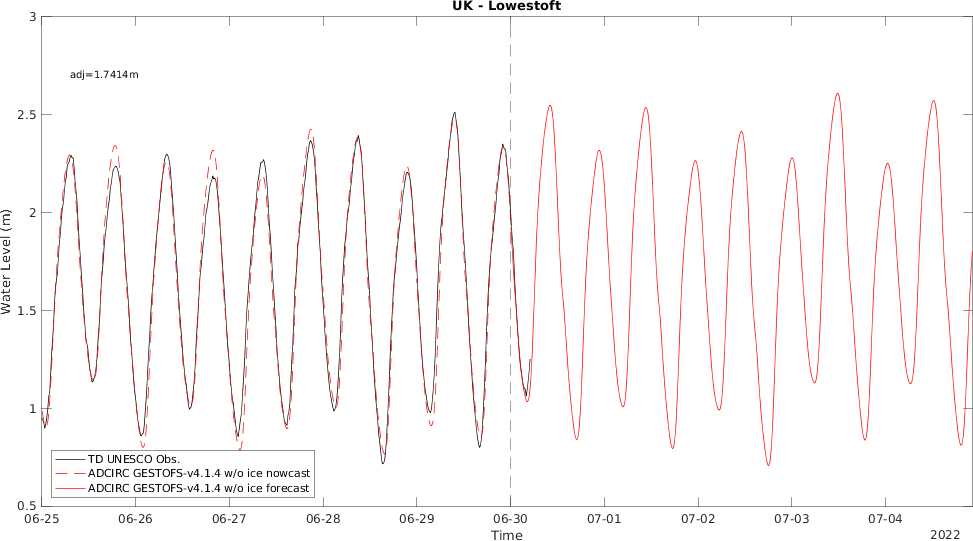 UK - Lowestoft
3
adj=1.7414m
2.5
2
Water Level (m)
1.5
1
TD UNESCO Obs.
ADCIRC GESTOFS-v4.1.4 w/o ice nowcast
ADCIRC GESTOFS-v4.1.4 w/o ice forecast
0.5
06-25 06-26 06-27 06-28 06-29 06-30 07-01 07-02 07-03 07-04
Time
2022